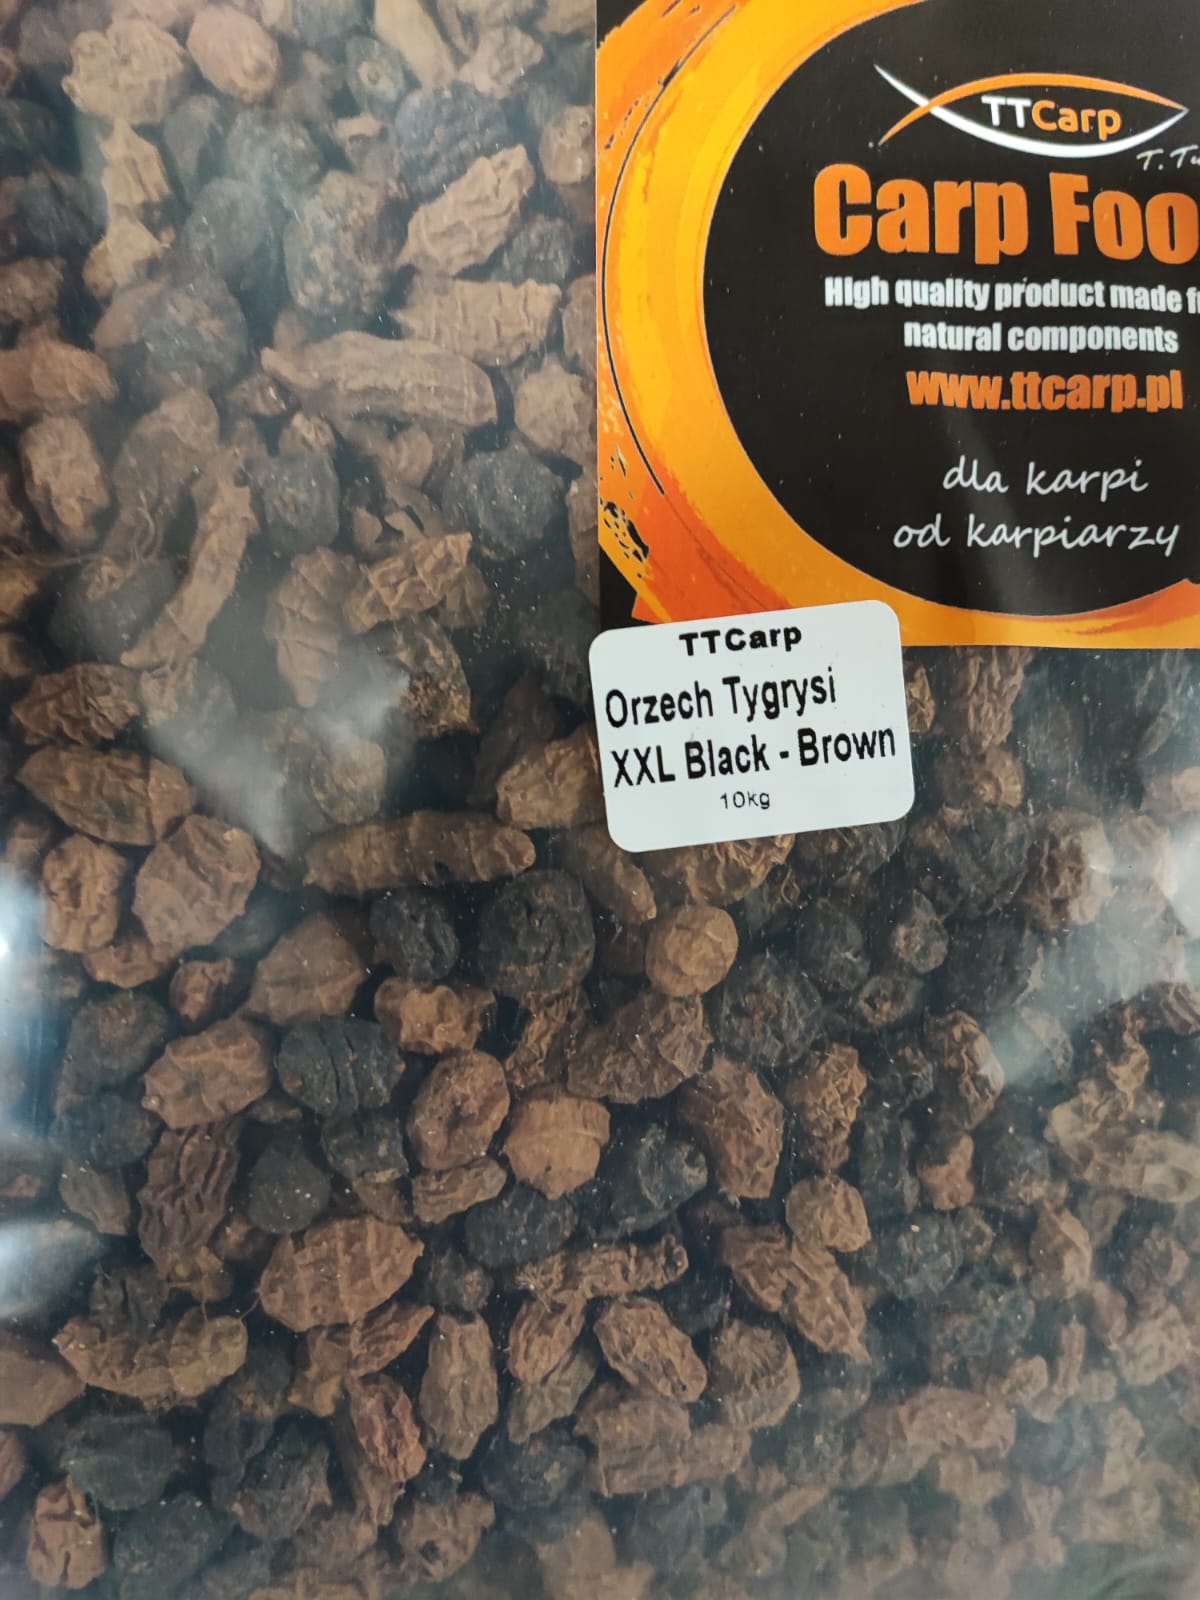 TTCarp
Carp Foo
High quality product made
natural components
www.ttcarp.pl
dla karpi
od karpiarzy
TTCarp
Orzech Tygrysi
XXL Black - Brown
10kg